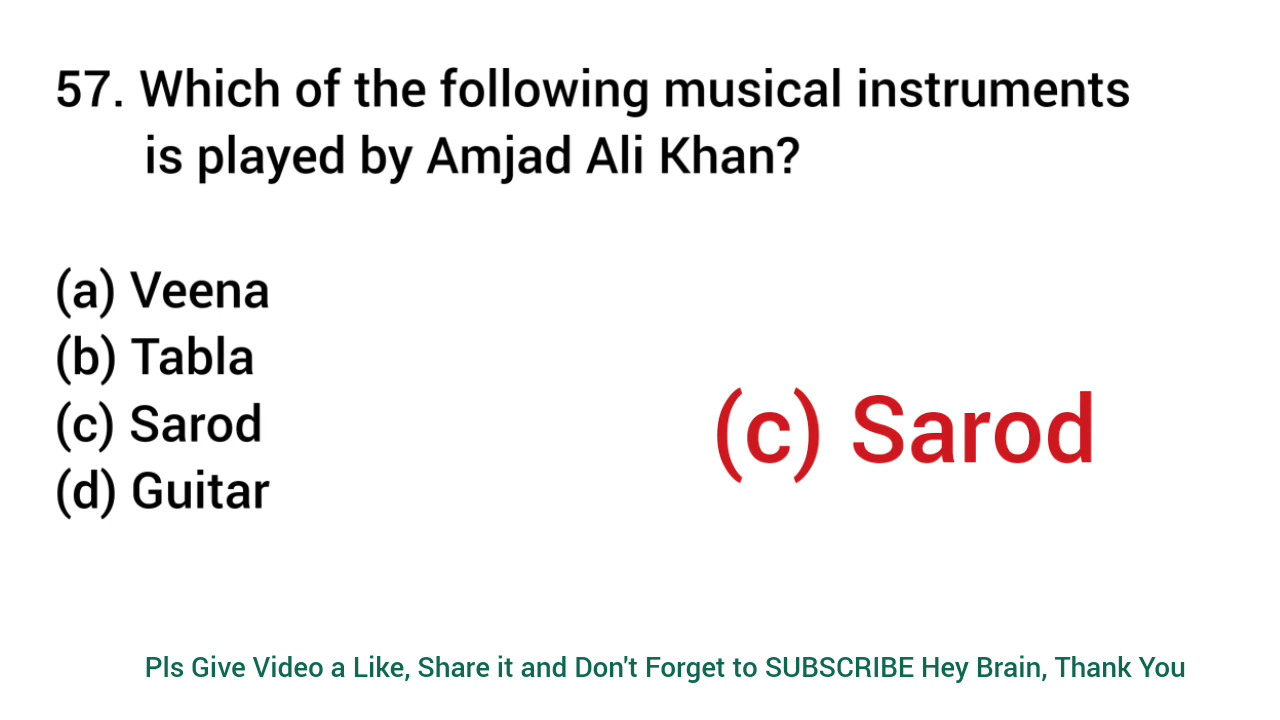 57. Which of the following musical instruments
is played by Amjad Ali Khan?
(a) Veena
(b) Tabla
(c) Sarod
(d) Guitar
(c) Sarod
Pls Give Video a Like, Share it and Don't Forget to SUBSCRIBE Hey Brain, Thank You